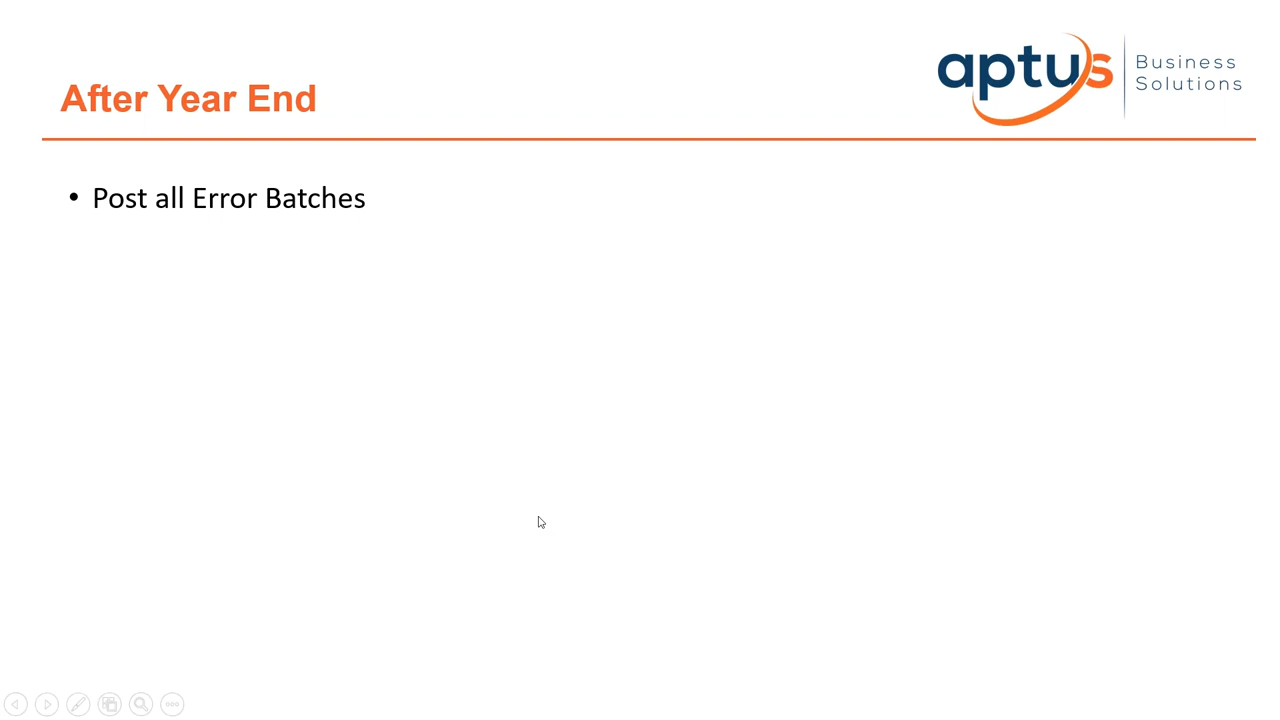 aptus
Business
Solutions
After Year End
• Post all Error Batches